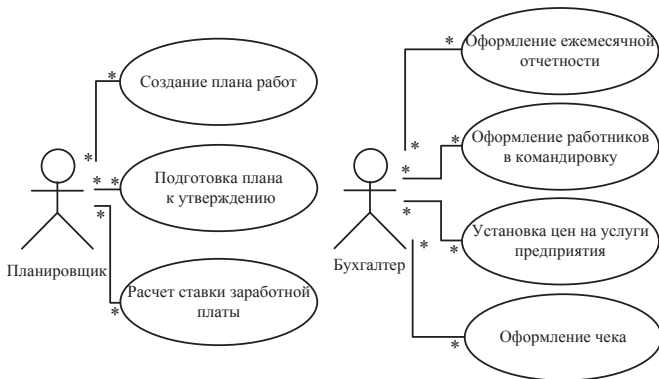 Создание плана работ
*
*
Подготовка плана
к утверждению
*
*
*
Планировщик
Расчет ставки заработной
платы
*
Оформление ежемесячной
отчетности
*
*
Оформление работников
в командировку
*
*
*
Установка цен на услуги
предприятия
*
*
Бухгалтер
Оформление чека
*